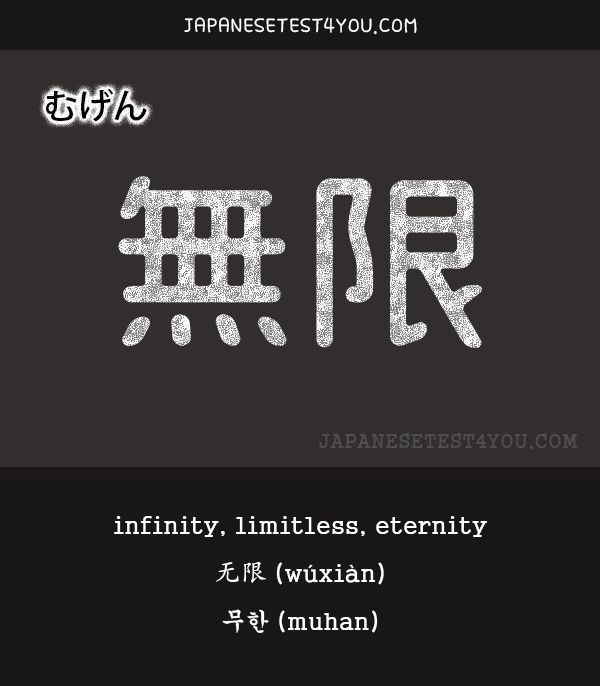 JAPANESETEST4YOU.COM
むげん
無限
JAPANESETEST4YOU.COM
infinity, limitless, eternity
无限 (wúxiàn)
무한 (muhan)